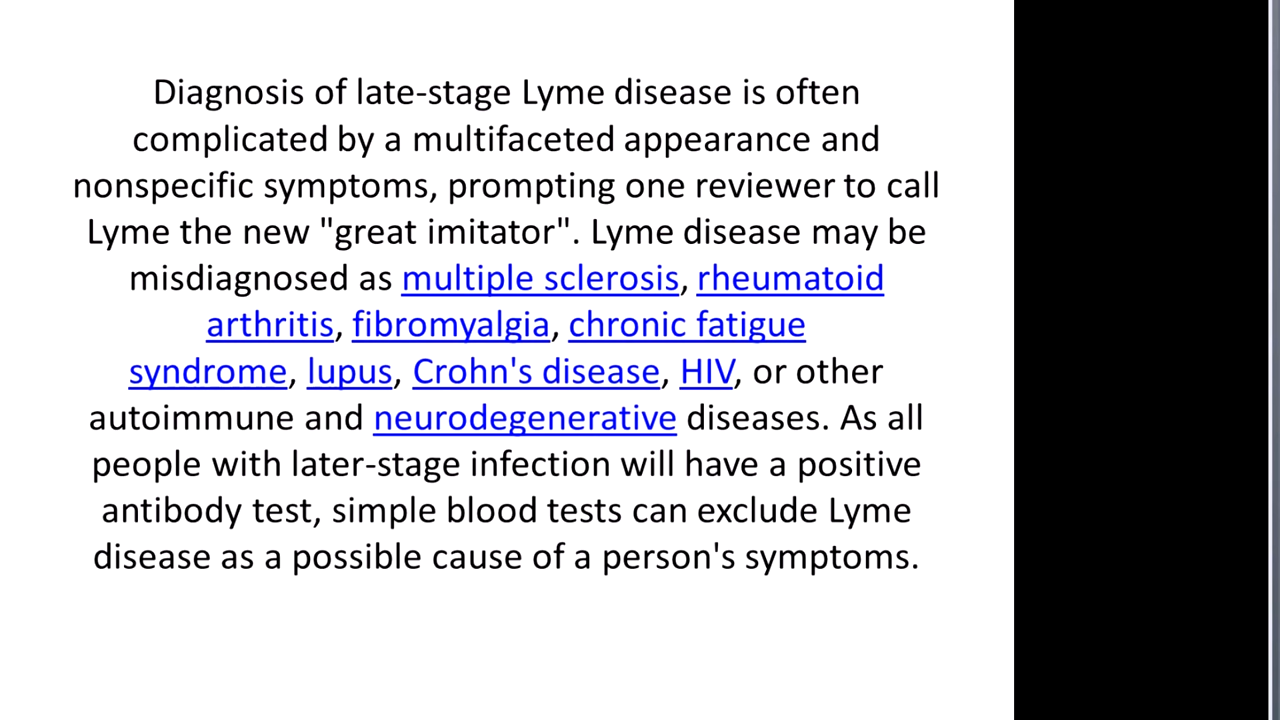 Diagnosis of late-stage Lyme disease is often
complicated by a multifaceted appearance and
nonspecific symptoms, prompting one reviewer to call
Lyme the new "great imitator". Lyme disease may be
misdiagnosed as multiple sclerosis, rheumatoid
arthritis, fibromyalgia, chronic fatigue
syndrome, lupus, Crohn's disease, HIV, or other
autoimmune and neurodegenerative diseases. As all
people with later-stage infection will have a positive
antibody test, simple blood tests can exclude Lyme
disease as a possible cause of a person's symptoms.